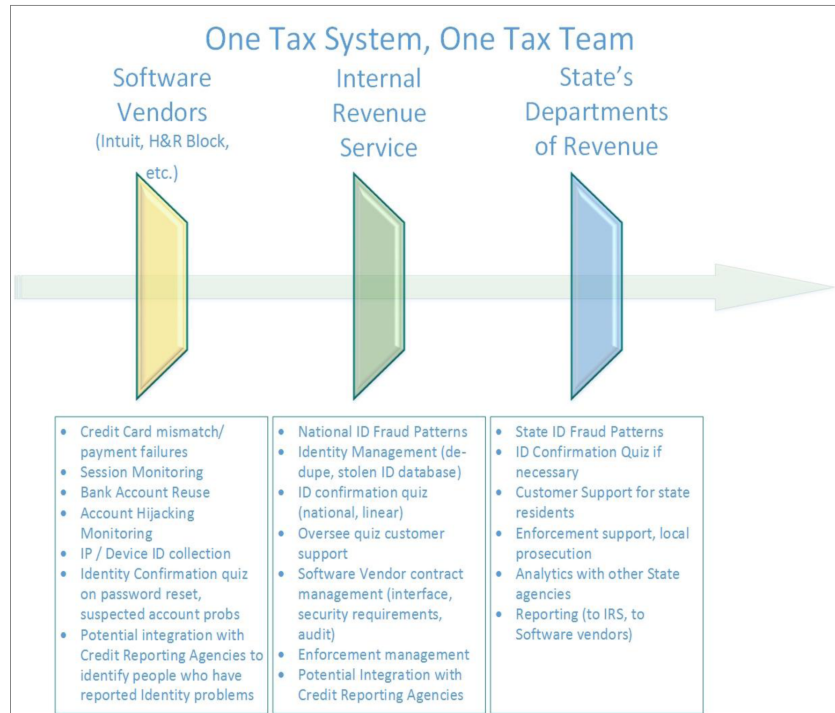 One Tax System, One Tax Team
Software
Vendors
(Intuit, H&R Block,
etc.)
Internal
Revenue
Service
State's
Departments
of Revenue
• Credit Card mismatch/
payment failures
• Session Monitoring
• Bank Account Reuse
• Account Hijacking
Monitoring
• IP / Device ID collection
• Identity Confirmation quiz
on password reset,
suspected account probs
• Potential integration with
Credit Reporting Agencies to
identify people who have
reported Identity problems
• National ID Fraud Patterns
• Identity Management (de-
dupe, stolen ID database)
• ID confirmation quiz
(national, linear)
• Oversee quiz customer
support
• Software Vendor contract
management (interface,
security requirements,
audit)
• Enforcement management
• Potential Integration with
Credit Reporting Agencies
• State ID Fraud Patterns
• ID Confirmation Quiz if
necessary
• Customer Support for state
residents
• Enforcement support, local
prosecution
• Analytics with other State
agencies
• Reporting (to IRS, to
Software vendors)